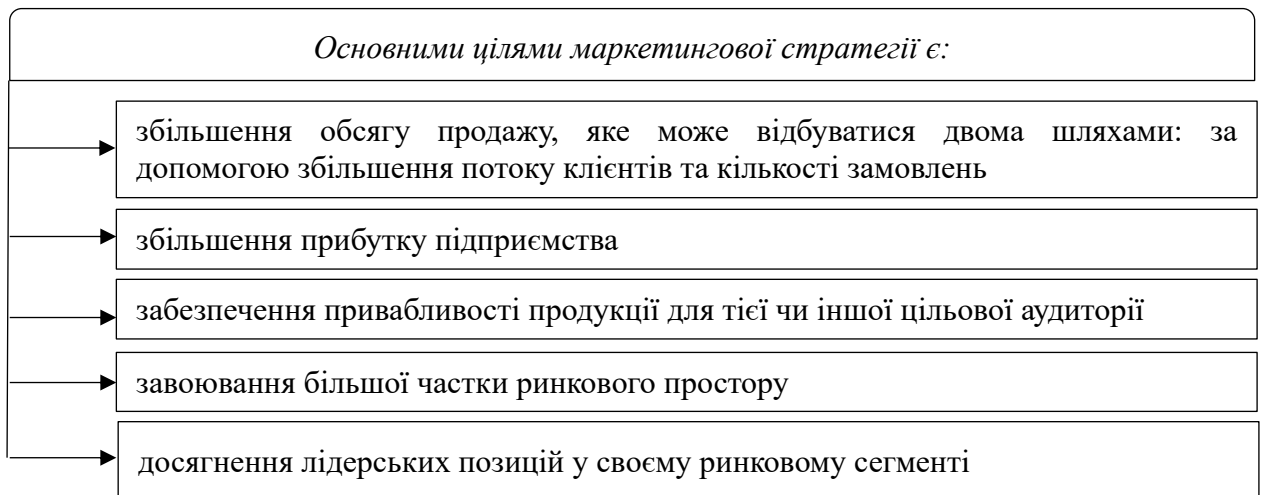 Основними цілями маркетингової стратегії є:
збільшення обсягу продажу, яке може відбуватися двома шляхами: за
допомогою збільшення потоку клієнтів та кількості замовлень
збільшення прибутку підприємства
забезпечення привабливості продукції для тієї чи іншої цільової аудиторії
завоювання більшої частки ринкового простору
досягнення лідерських позицій у своєму ринковому сегменті